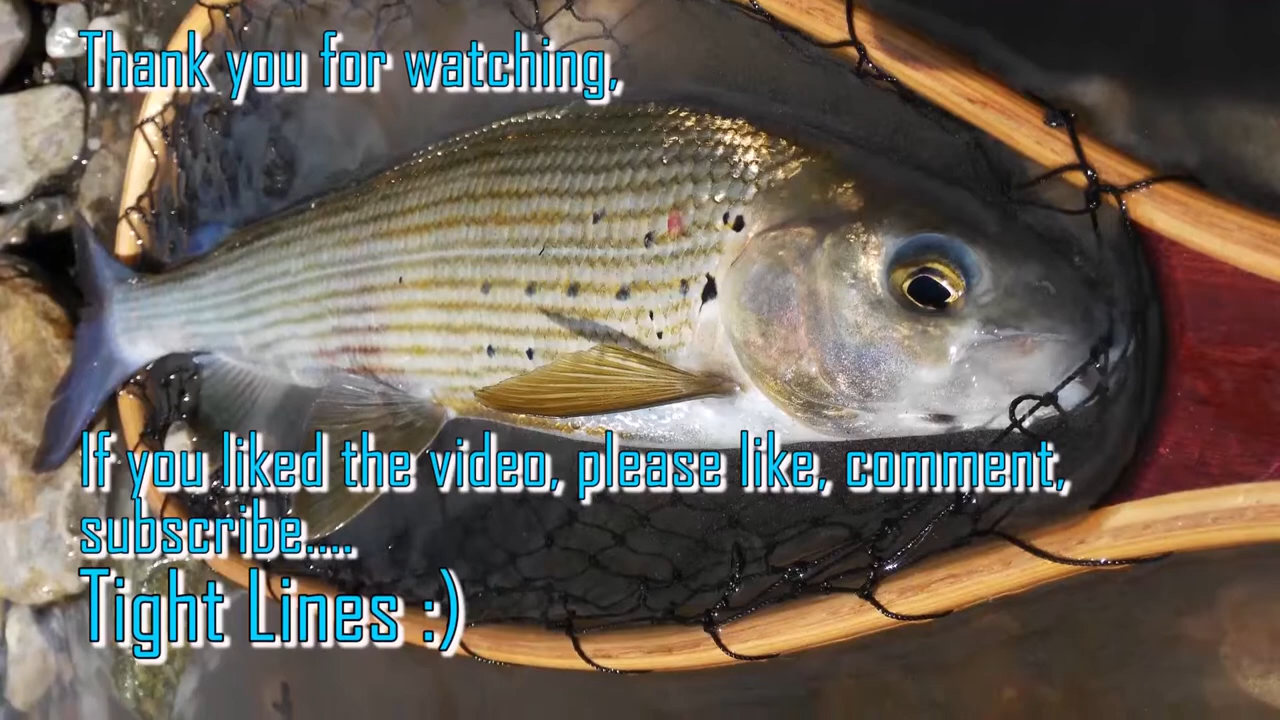 Thank you for watching,
If you liked the video, please like, comment,
subscribe....
Tight Lines :)